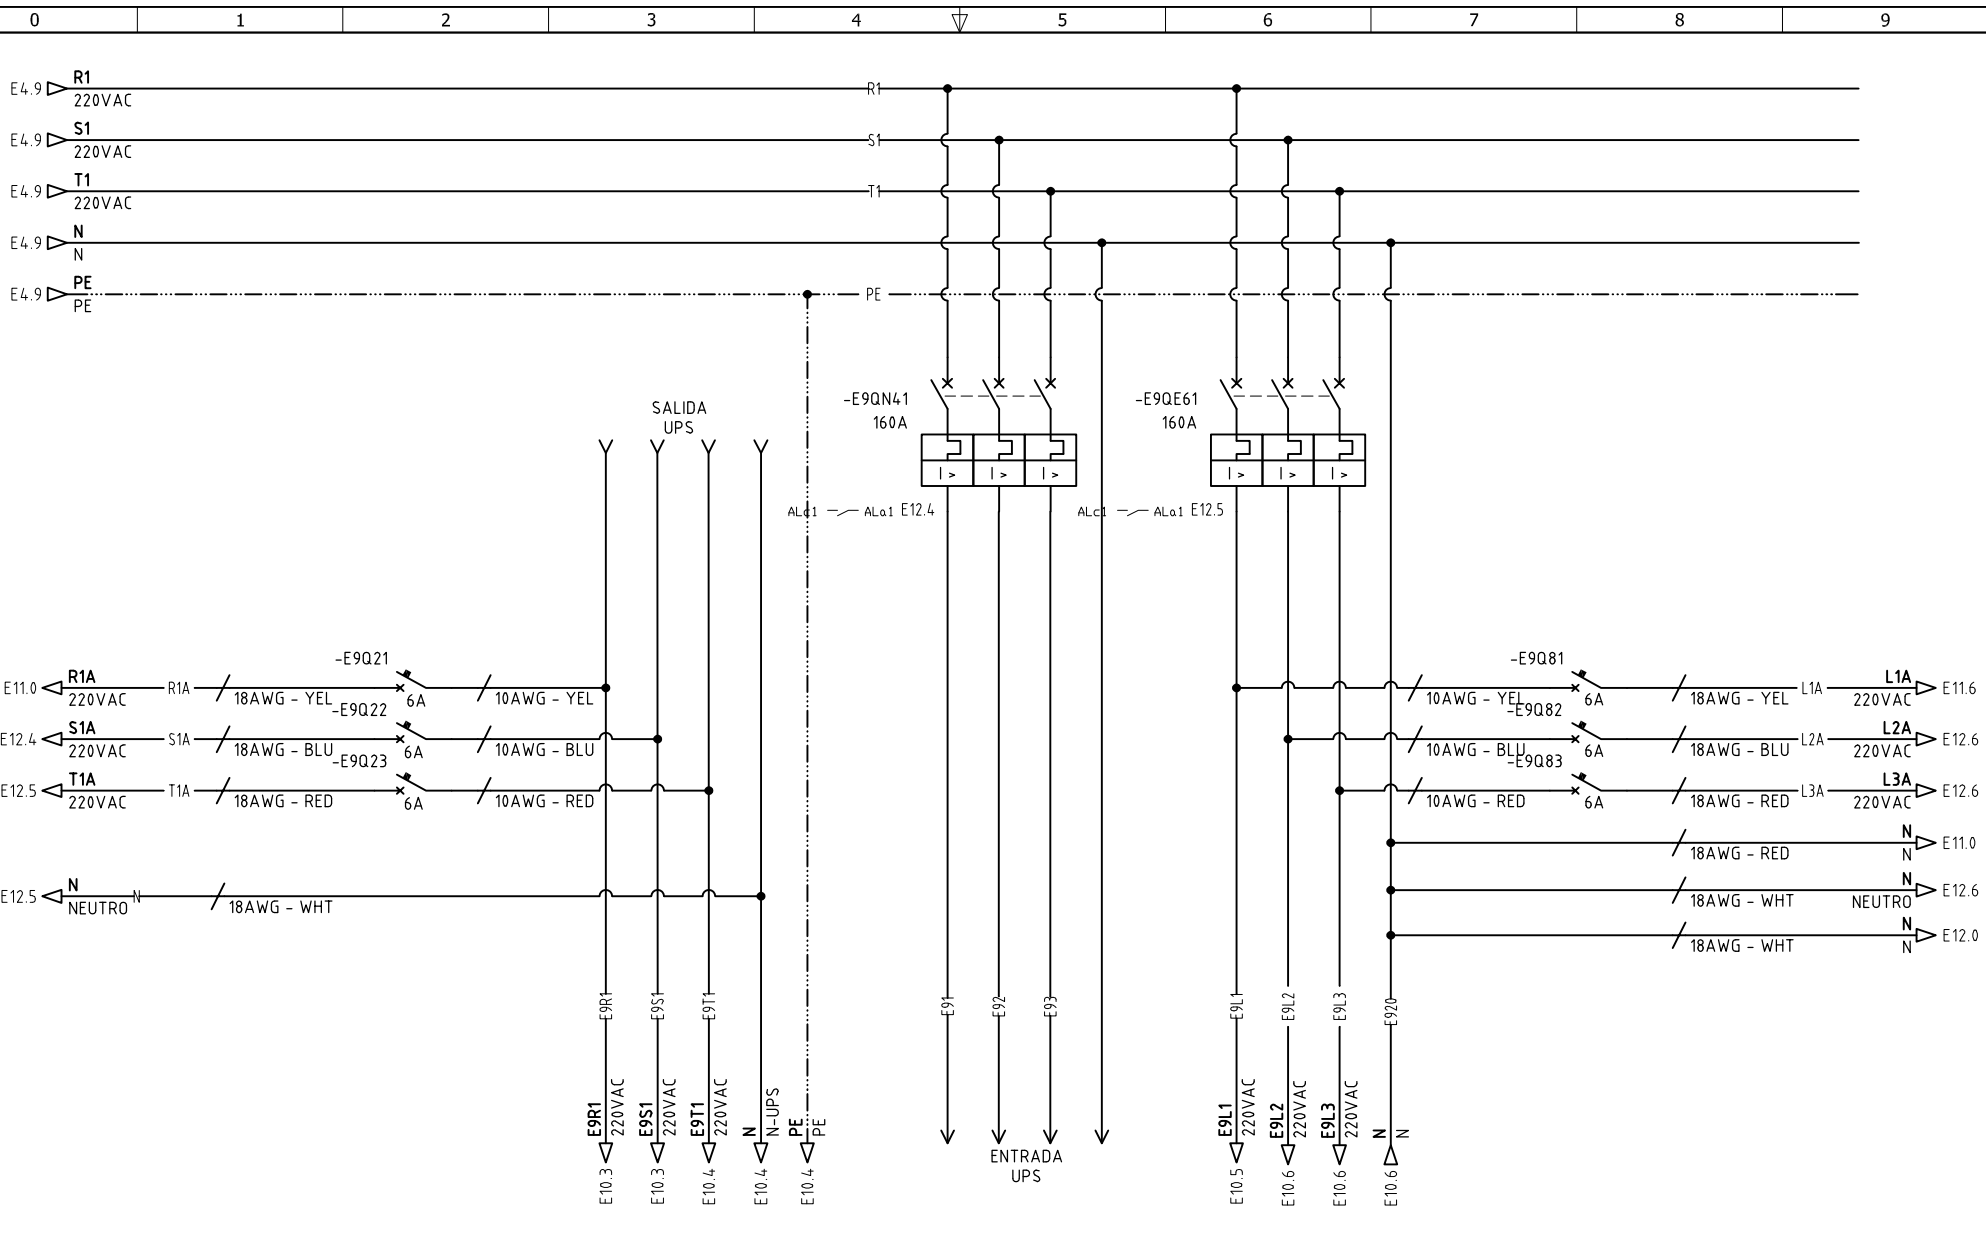 0 1 2 3 4 5 6 7 8 9
E4.9 R1 R1
220VAC
E4.9 S1 S1
220VAC
E4.9 T1 T1
220VAC
E4.9 N
N
E4.9 PE PE
PE
SALIDA
UPS
-E9QN41
160A
I >
I >
I >
ALc1 ALa1 E12.4
-E9QE61
160A
I >
I >
I >
ALc1 ALa1 E12.5
-E9Q21
E11.0 R1A R1A
220VAC 18AWG - YEL 6A 10AWG - YEL
-E9Q22
E12.4 S1A S1A
220VAC 18AWG - BLU 6A 10AWG - BLU
-E9Q23
E12.5 T1A T1A
220VAC 18AWG - RED 6A 10AWG - RED
E12.5 N N
NEUTRO 18AWG - WHT
-E9Q81
L1A L1A E11.6
10AWG - YEL 6A 18AWG - YEL 220VAC
-E9Q82
L2A L2A E12.6
10AWG - BLU 6A 18AWG - BLU 220VAC
-E9Q83
L3A L3A E12.6
10AWG - RED 6A 18AWG - RED 220VAC
N E11.0
18AWG - RED N
N E12.6
18AWG - WHT NEUTRO
N E12.0
18AWG - WHT N
E9R1
E9S1
E9T1
E91
E92
E93
E9L1
E9L2
E9L3
E920
E9R1
220VAC
E10.3
E9S1
220VAC
E10.3
E9T1
220VAC
E10.4
N
N-UPS
E10.4
PE
PE
E10.4
ENTRADA
UPS
E9L1
220VAC
E10.5
E9L2
220VAC
E10.6
E9L3
220VAC
E10.6
N
N
E10.6